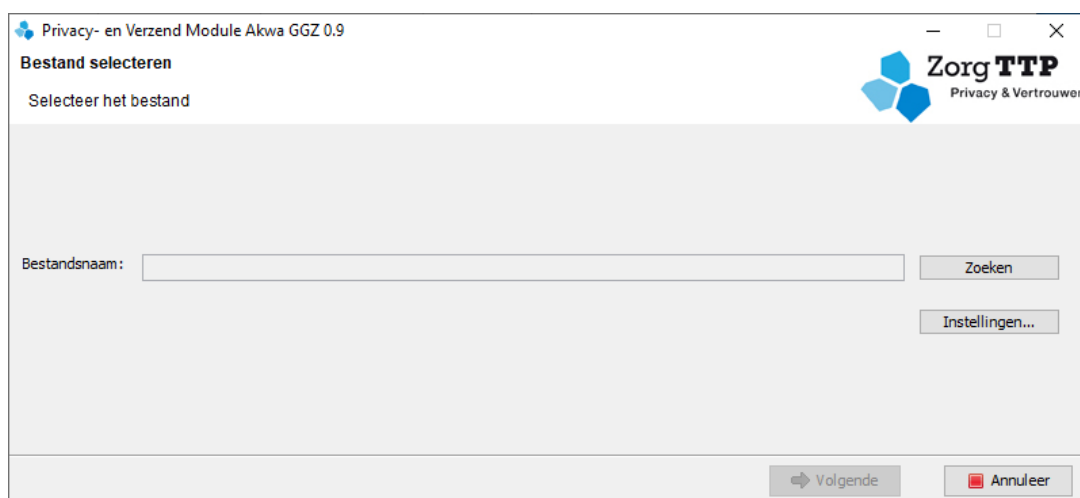 Privacy- en Verzend Module Akwa GGZ 0.9
Bestand selecteren
Selecteer het bestand
Zorg TTP
Privacy & Vertrouwen
Bestandsnaam:
Zoeken
Instellingen...
Volgende
Annuleer